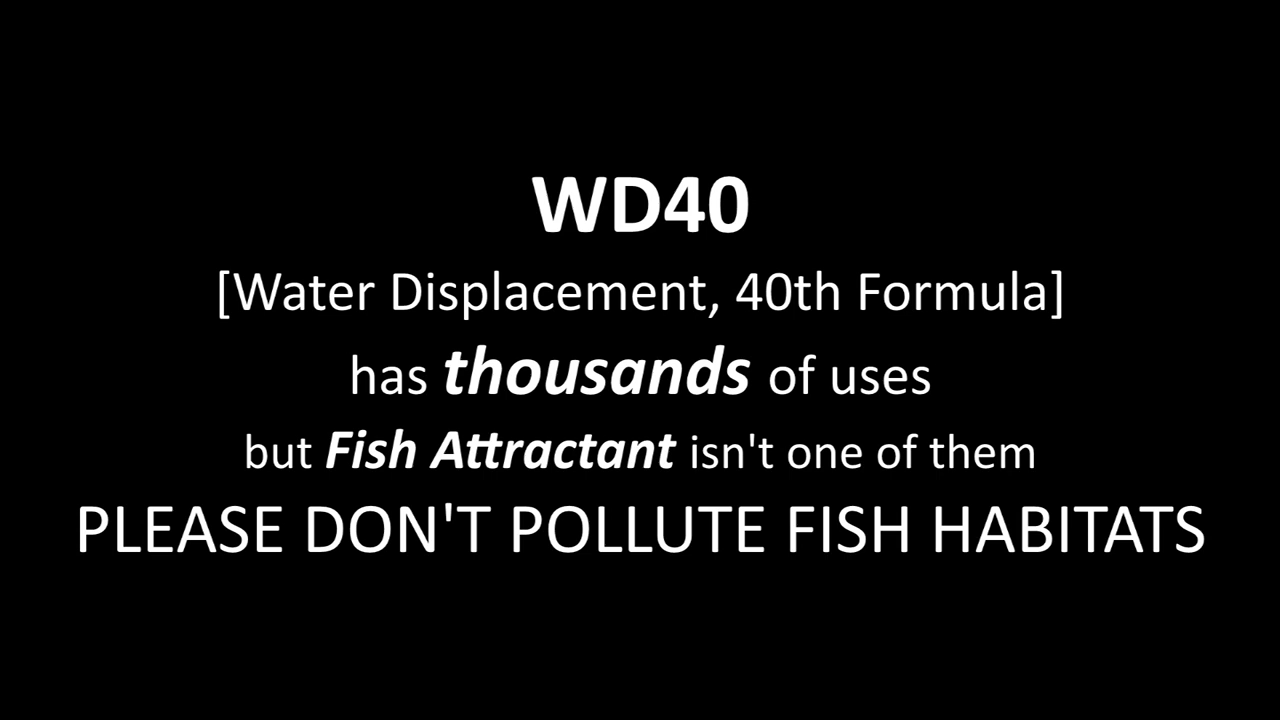 WD40
[Water Displacement, 40th Formula]
has thousands of uses
but Fish Attractant isn't one of them
PLEASE DON'T POLLUTE FISH HABITATS